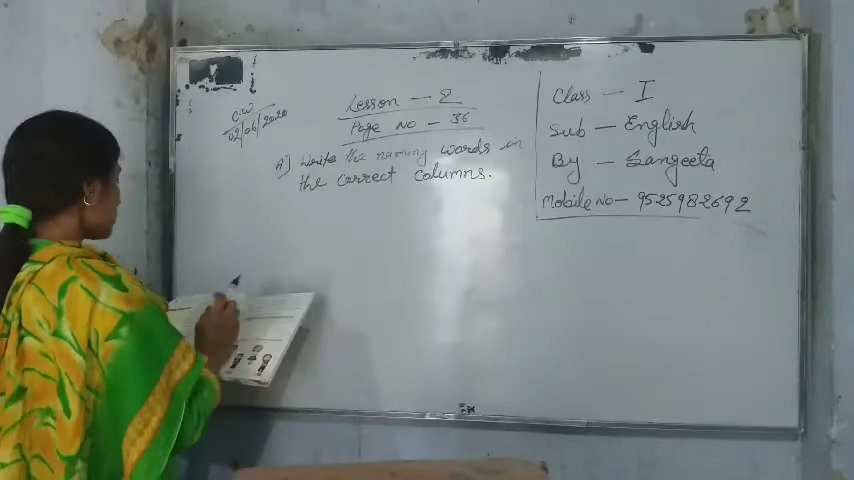 C.W
02/06/2020
Lesson - 2
Page no - 36
A) Write the naming words in
the correct columns.
Class - I
Sub - English
By - Sangeeta
Mobile No - 9525982692